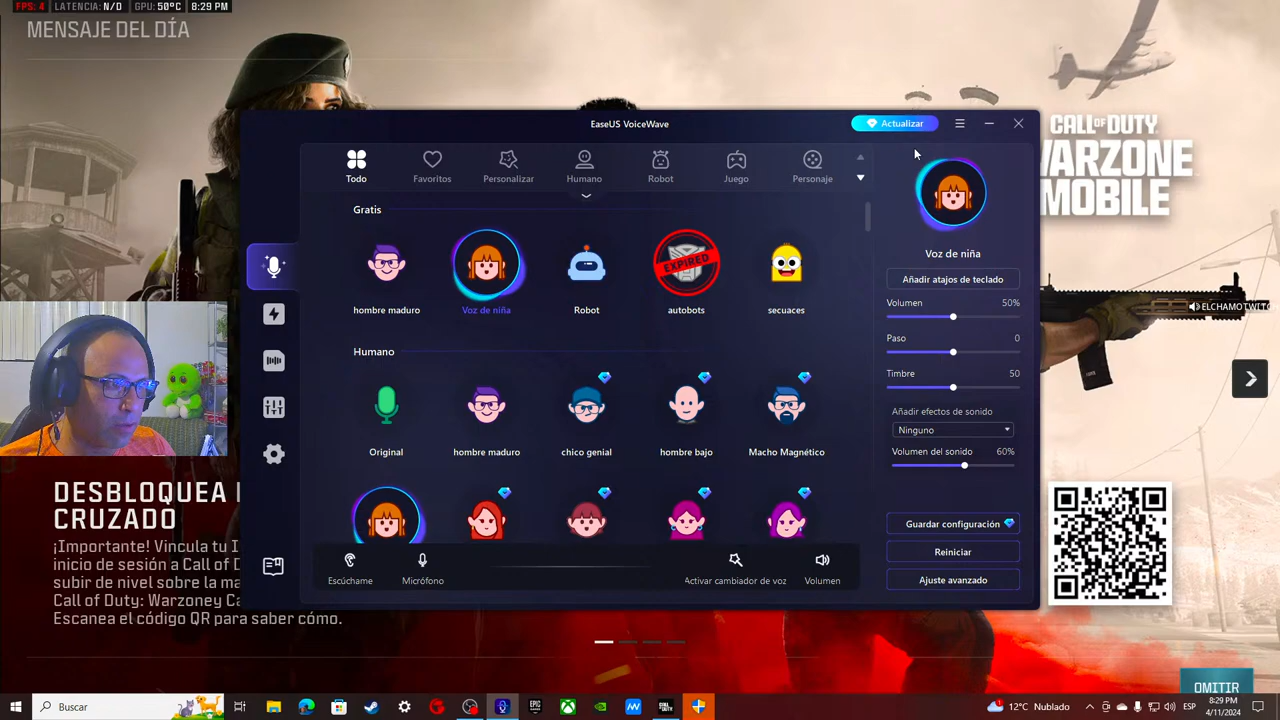 FPS: 4 LATENCIA: N/D GPU: 50°C 8:29 PM
MENSAJE DEL DÍA
EaseUS VoiceWave
Actualizar
Todo
Favoritos
Personalizar
Humano
Robot
Juego
Personaje
Gratis
EXPIRED
hombre maduro
Voz de niña
Robot
autobots
secuaces
Humano
Original
hombre maduro
chico genial
hombre bajo
Macho Magnético
Escúchame
Micrófono
Activar cambiador de voz
Volumen
Voz de niña
Añadir atajos de teclado
Volumen 50%
Paso 0
Timbre 50
Añadir efectos de sonido
Ninguno
Volumen del sonido 60%
Guardar configuración
Reiniciar
Ajuste avanzado
CALL OF DUTY
WARZONE
MOBILE
ELCHAMOTWITC
DESBLOQUEA
CRUZADO
¡Importante! Vincula tu I
inicio de sesión a Call of D
subir de nivel sobre la ma
Call of Duty: Warzone y Ca
Escanea el código QR para saber cómo.
OMITIR
Buscar
EPIC
CALL DUTY
12°C Nublado
ESP
8:29 PM
4/11/2024